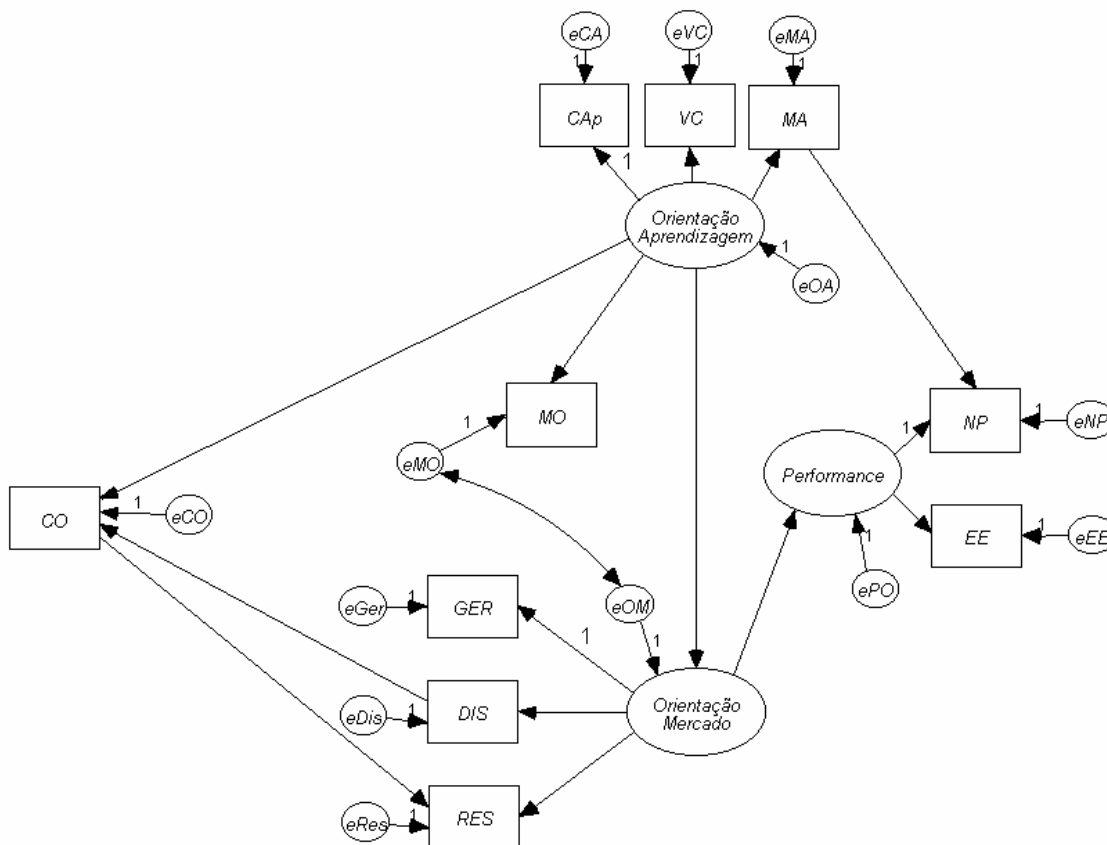 eCA
eVC
eMA
1
1
1
CAp
VC
MA
1
Orientação
Aprendizagem
1
eOA
MO
1
eMO
1
NP
1
eNP
Performance
CO
1
eCO
EE
1
eEE
1
ePO
eGer
1
GER
1
eOM
1
eDis
1
DIS
Orientação
Mercado
eRes
1
RES